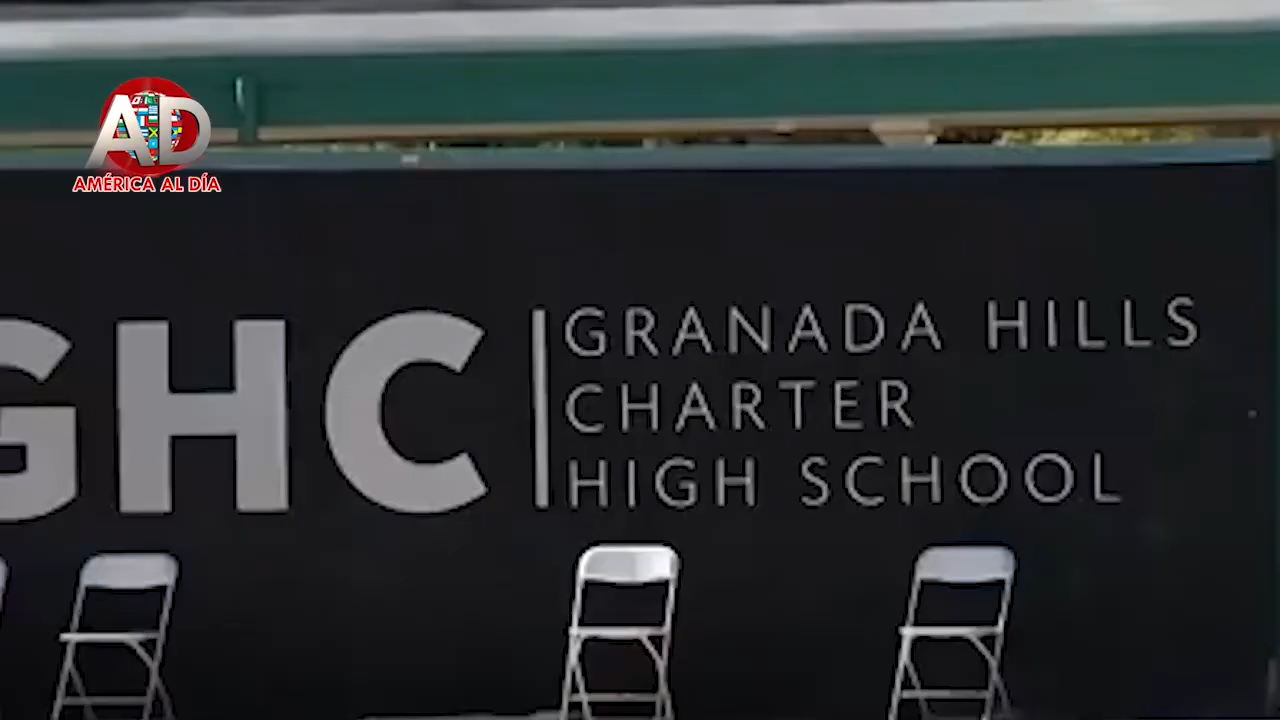 AD
AMÉRICA AL DÍA
GHC
GRANADA HILLS
CHARTER
HIGH SCHOOL